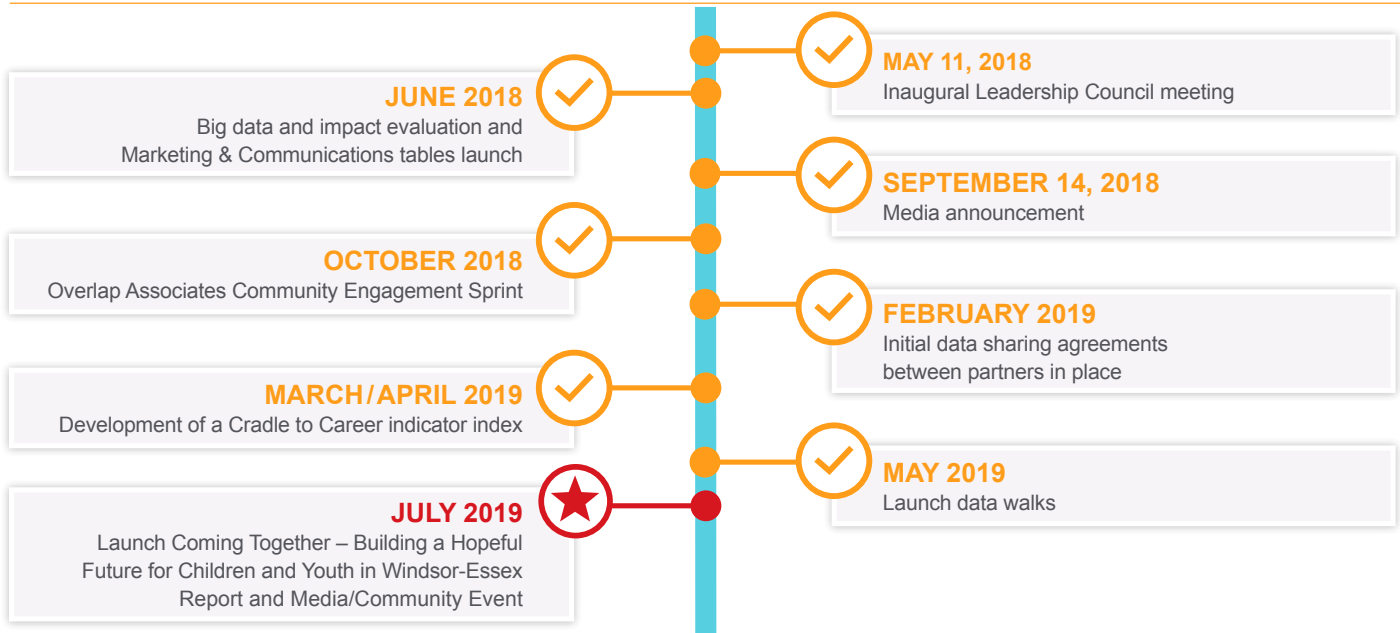 MAY 11, 2018
Inaugural Leadership Council meeting
JUNE 2018
Big data and impact evaluation and
Marketing & Communications tables launch
SEPTEMBER 14, 2018
Media announcement
OCTOBER 2018
Overlap Associates Community Engagement Sprint
FEBRUARY 2019
Initial data sharing agreements
between partners in place
MARCH/APRIL 2019
Development of a Cradle to Career indicator index
MAY 2019
Launch data walks
JULY 2019
Launch Coming Together – Building a Hopeful
Future for Children and Youth in Windsor-Essex
Report and Media/Community Event